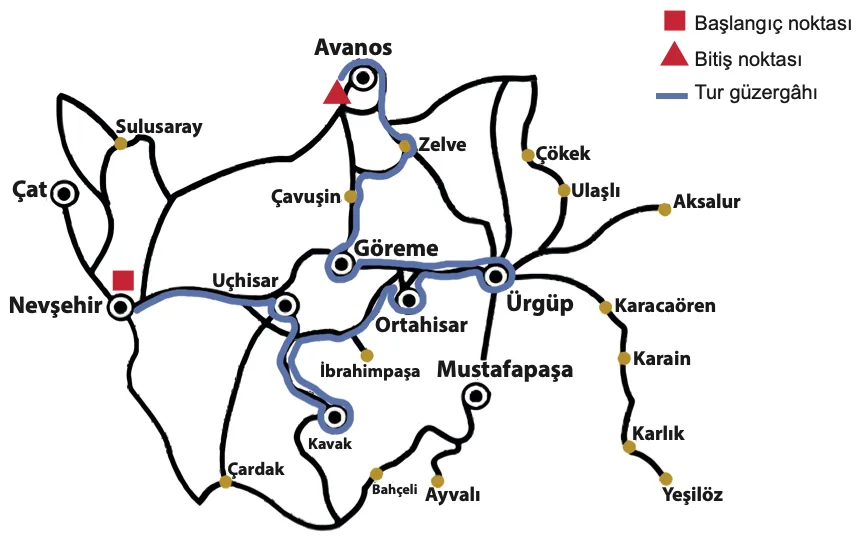 Başlangıç noktası
Bitiş noktası
Tur güzergâhı
Avanos
Sulusaray
Zelve
Çökek
Çat
Çavuşin
Ulaşlı
Aksalur
Göreme
Uçhisar
Nevşehir
Ürgüp
Karacaören
Ortahisar
İbrahimpaşa
Mustafapaşa
Karain
Kavak
Karlık
Çardak
Bahçeli
Ayvalı
Yeşilöz